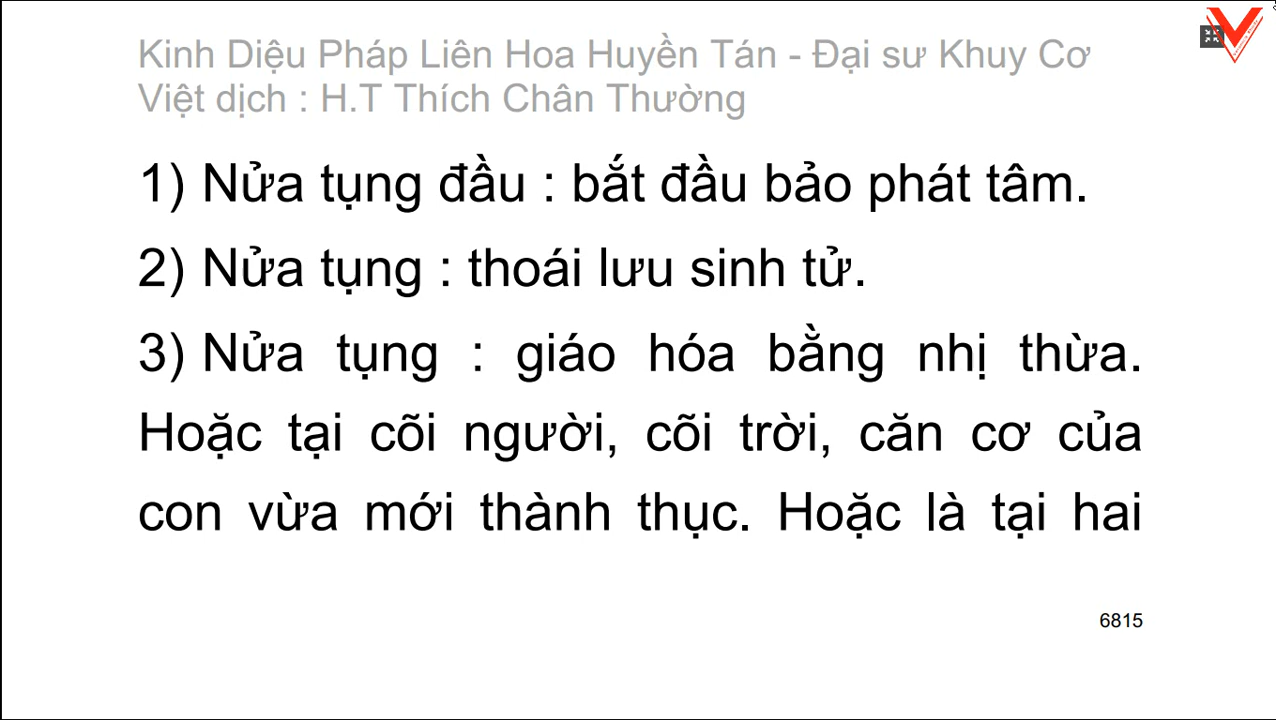 Kinh Diệu Pháp Liên Hoa Huyền Tán - Đại sư Khuy Cơ
Việt dịch : H.T Thích Chân Thường
1) Nửa tụng đầu : bắt đầu bảo phát tâm.
2) Nửa tụng : thoái lưu sinh tử.
3) Nửa tụng : giáo hóa bằng nhị thừa.
Hoặc tại cõi người, cõi trời, căn cơ của
con vừa mới thành thục. Hoặc là tại hai
6815